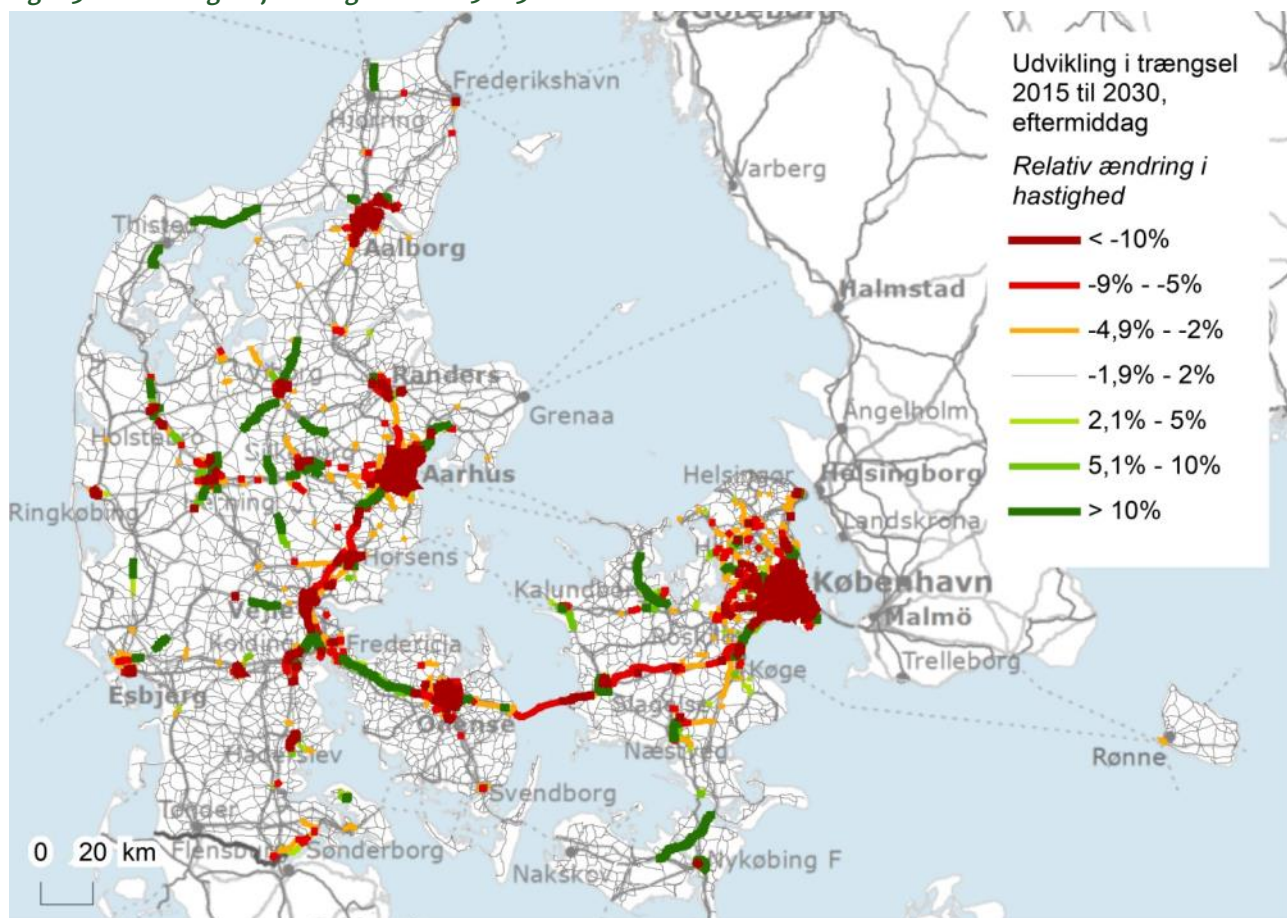 Göteborg
Frederikshavn
Hjørring
Thisted
Varberg
Aalborg
Halmstad
Viborg
Randers
Grenaa
Ängelholm
Holstebro
Silkeborg
Aarhus
Helsingør
Helsingborg
Herning
Ringkøbing
Landskrona
Horsens
København
Kalundborg
Malmö
Vejle
Roskilde
Kolding
Fredericia
Køge
Trelleborg
Esbjerg
Odense
Slagelse
Næstved
Rønne
Haderslev
Svendborg
Tønder
Flensburg
Sønderborg
Nakskov
Nykøbing F
0 20 km
Udvikling i trængsel
2015 til 2030,
eftermiddag
Relativ ændring i
hastighed
< -10%
-9% - -5%
-4,9% - -2%
-1,9% - 2%
2,1% - 5%
5,1% - 10%
> 10%